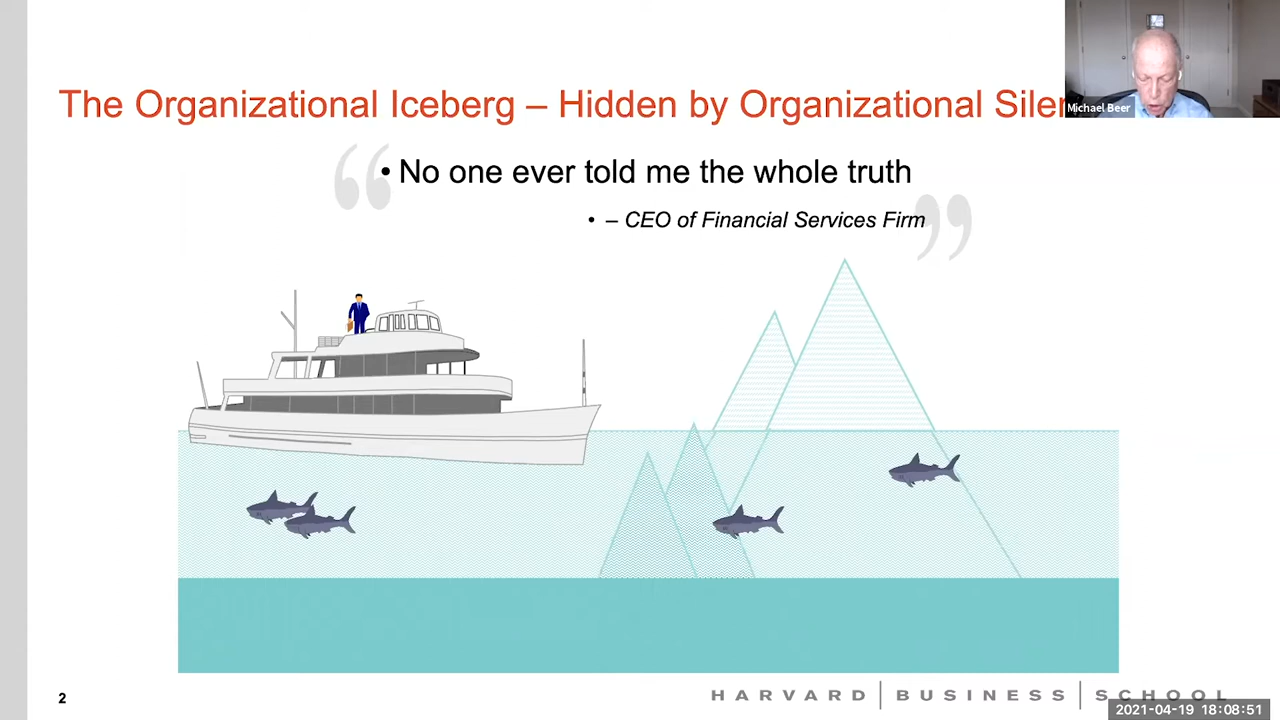 The Organizational Iceberg – Hidden by Organizational
Michael Beer
“
• No one ever told me the whole truth
• – CEO of Financial Services Firm
”
2
HARVARD | BUSINESS | SCHOOL
2021-04-19 18:08:51